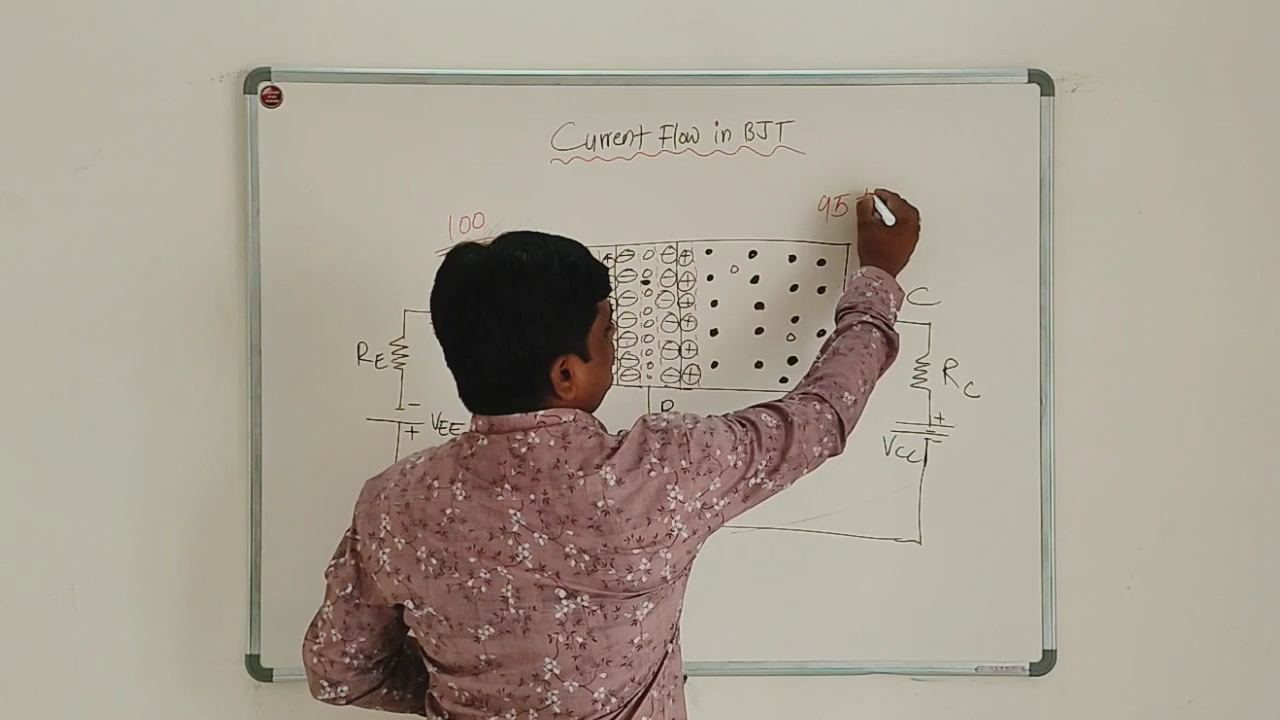 Current Flow in BJT
95
100
C
RE
-
+
VEE
B
RC
+
VCC